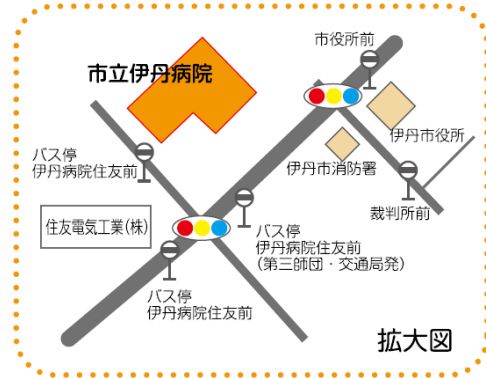 市役所前
市立伊丹病院
伊丹市役所
バス停
伊丹病院住友前
伊丹市消防署
裁判所前
住友電気工業(株)
バス停
伊丹病院住友前
(第三師団・交通局発)
バス停
伊丹病院住友前
拡大図